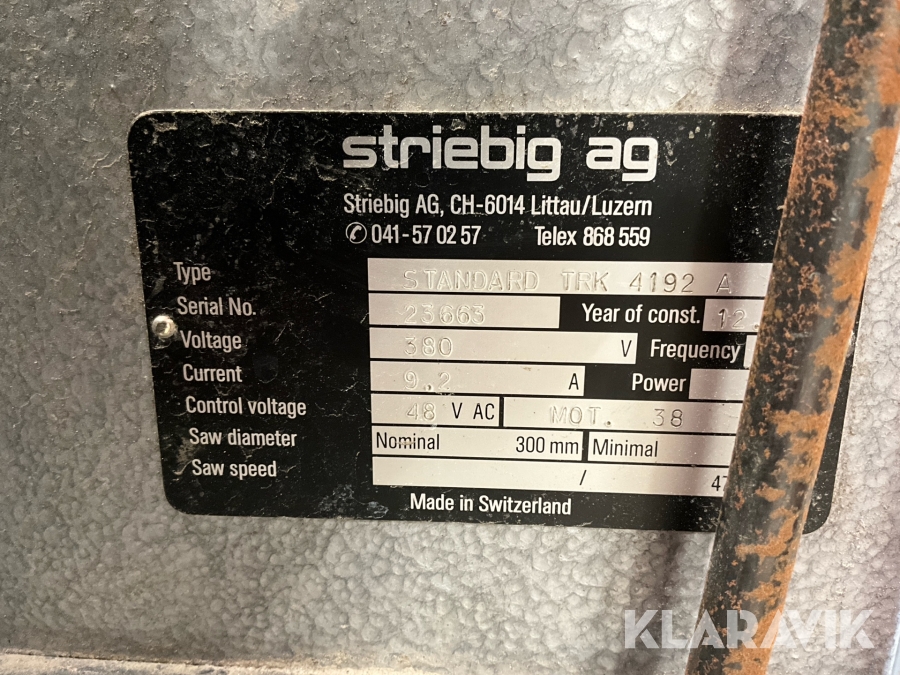 striebig ag
Striebig AG, CH-6014 Littau/Luzern
✆ 041-57 02 57 Telex 868 559
Type STANDARD TRK 4192 A
Serial No. 23663 Year of const. 12.
Voltage 380 V Frequency
Current 9.2 A Power
Control voltage 48 V AC MOT. 38
Saw diameter Nominal 300 mm Minimal
Saw speed / 47
Made in Switzerland
KLARAVIK